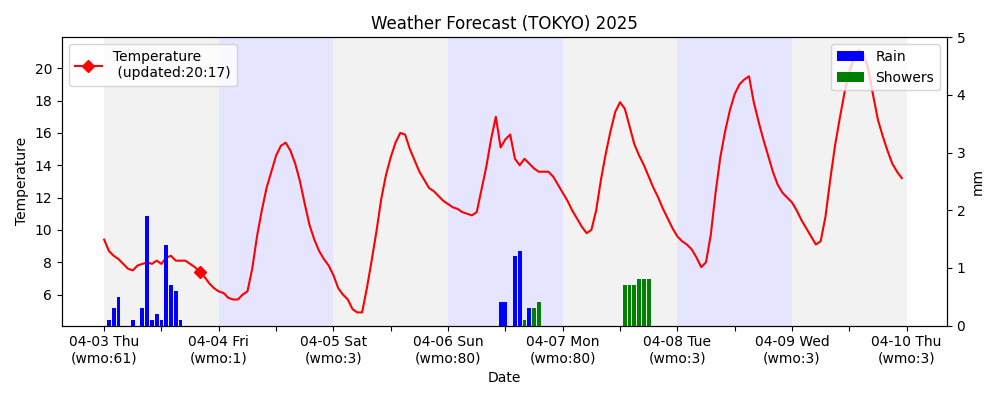 Weather Forecast (TOKYO) 2025
Temperature
(updated:20:17)
Rain
Showers
Temperature
20
18
16
14
12
10
8
6
5
4
3
2
1
0
mm
04-03 Thu
(wmo:61)
04-04 Fri
(wmo:1)
04-05 Sat
(wmo:3)
04-06 Sun
(wmo:80)
04-07 Mon
(wmo:80)
04-08 Tue
(wmo:3)
04-09 Wed
(wmo:3)
04-10 Thu
(wmo:3)
Date